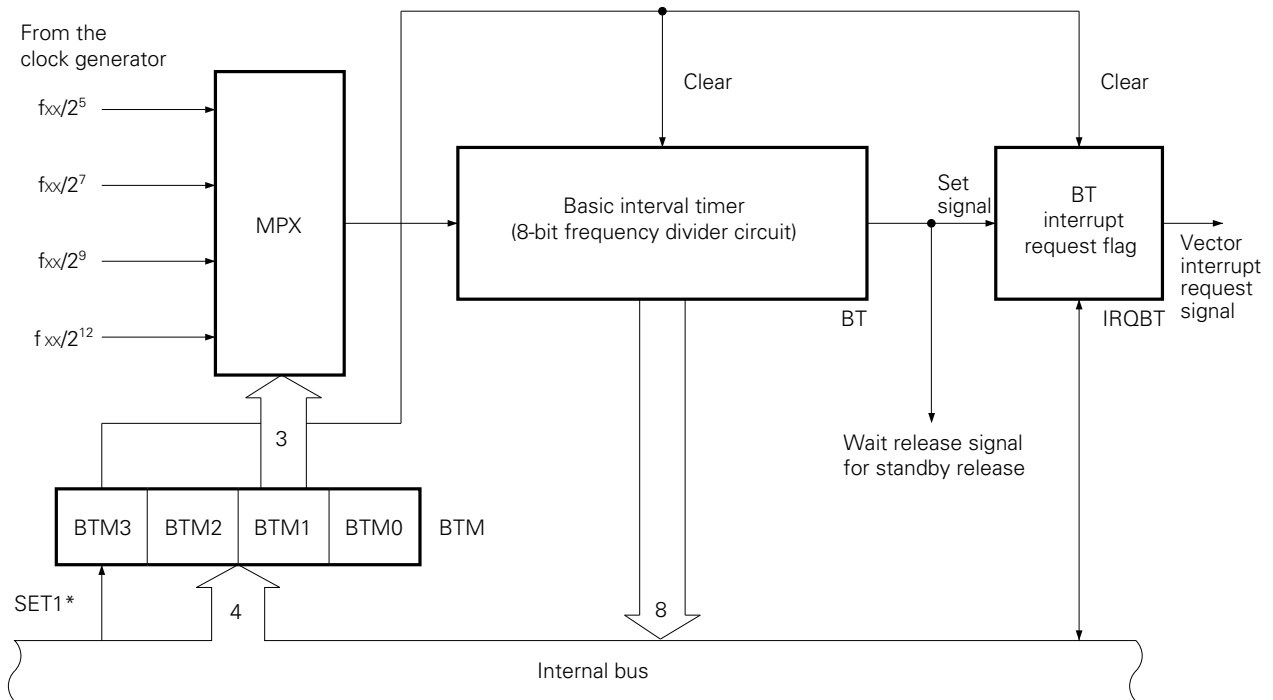 From the
clock generator
fxx/2⁵
fxx/2⁷
fxx/2⁹
fxx/2¹²
MPX
Clear
Clear
Basic interval timer
(8-bit frequency divider circuit)
BT
Set
signal
BT
interrupt
request flag
IRQBT
Vector
interrupt
request
signal
Wait release signal
for standby release
3
BTM3 BTM2 BTM1 BTM0 BTM
SET1*
4
8
Internal bus